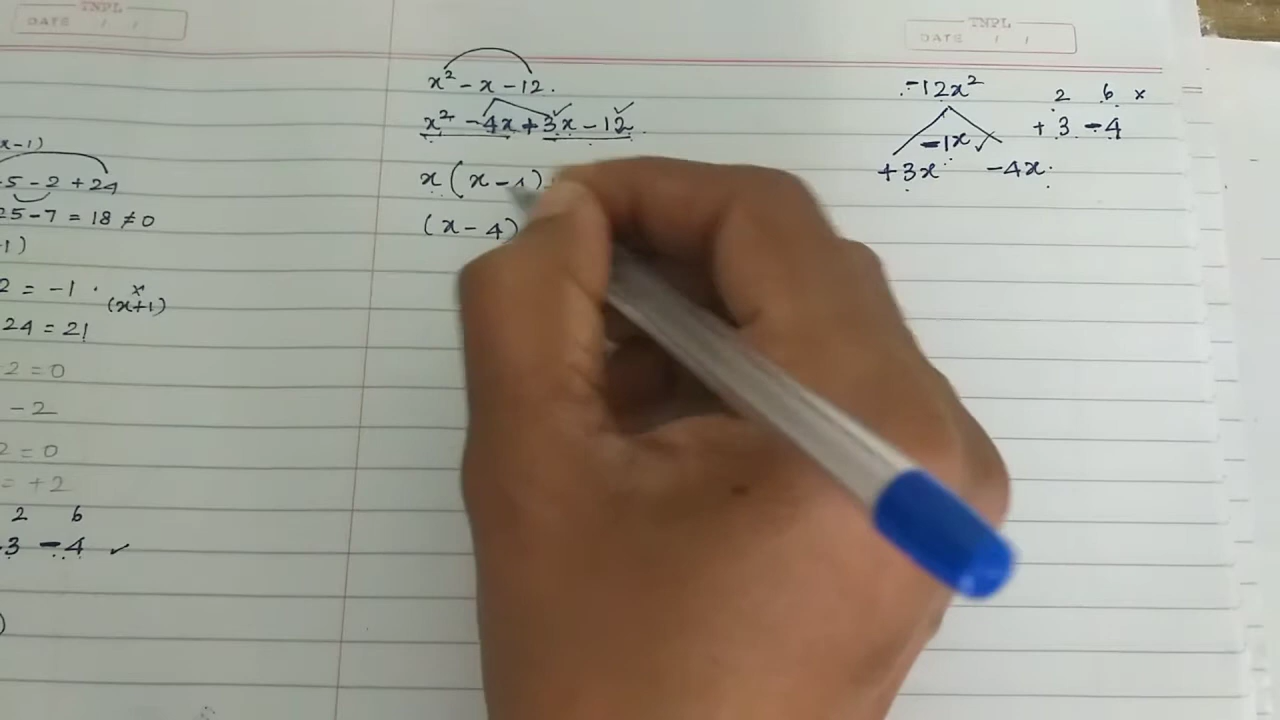 TNPL
DATE / /
x-1)
5 - 2 + 24
25 - 7 = 18 ≠ 0
1)
2 = -1 . x
(x+1)
24 = 21
2 = 0
- 2
2 = 0
= + 2
2 6
3 - 4 ✓
)
x² - x - 12.
x² - 4x + 3x - 12.
x (x -
(x - 4)
TNPL
DATE / /
-12x²
-1x ✓
+3x -4x
2 6 x
+ 3 - 4